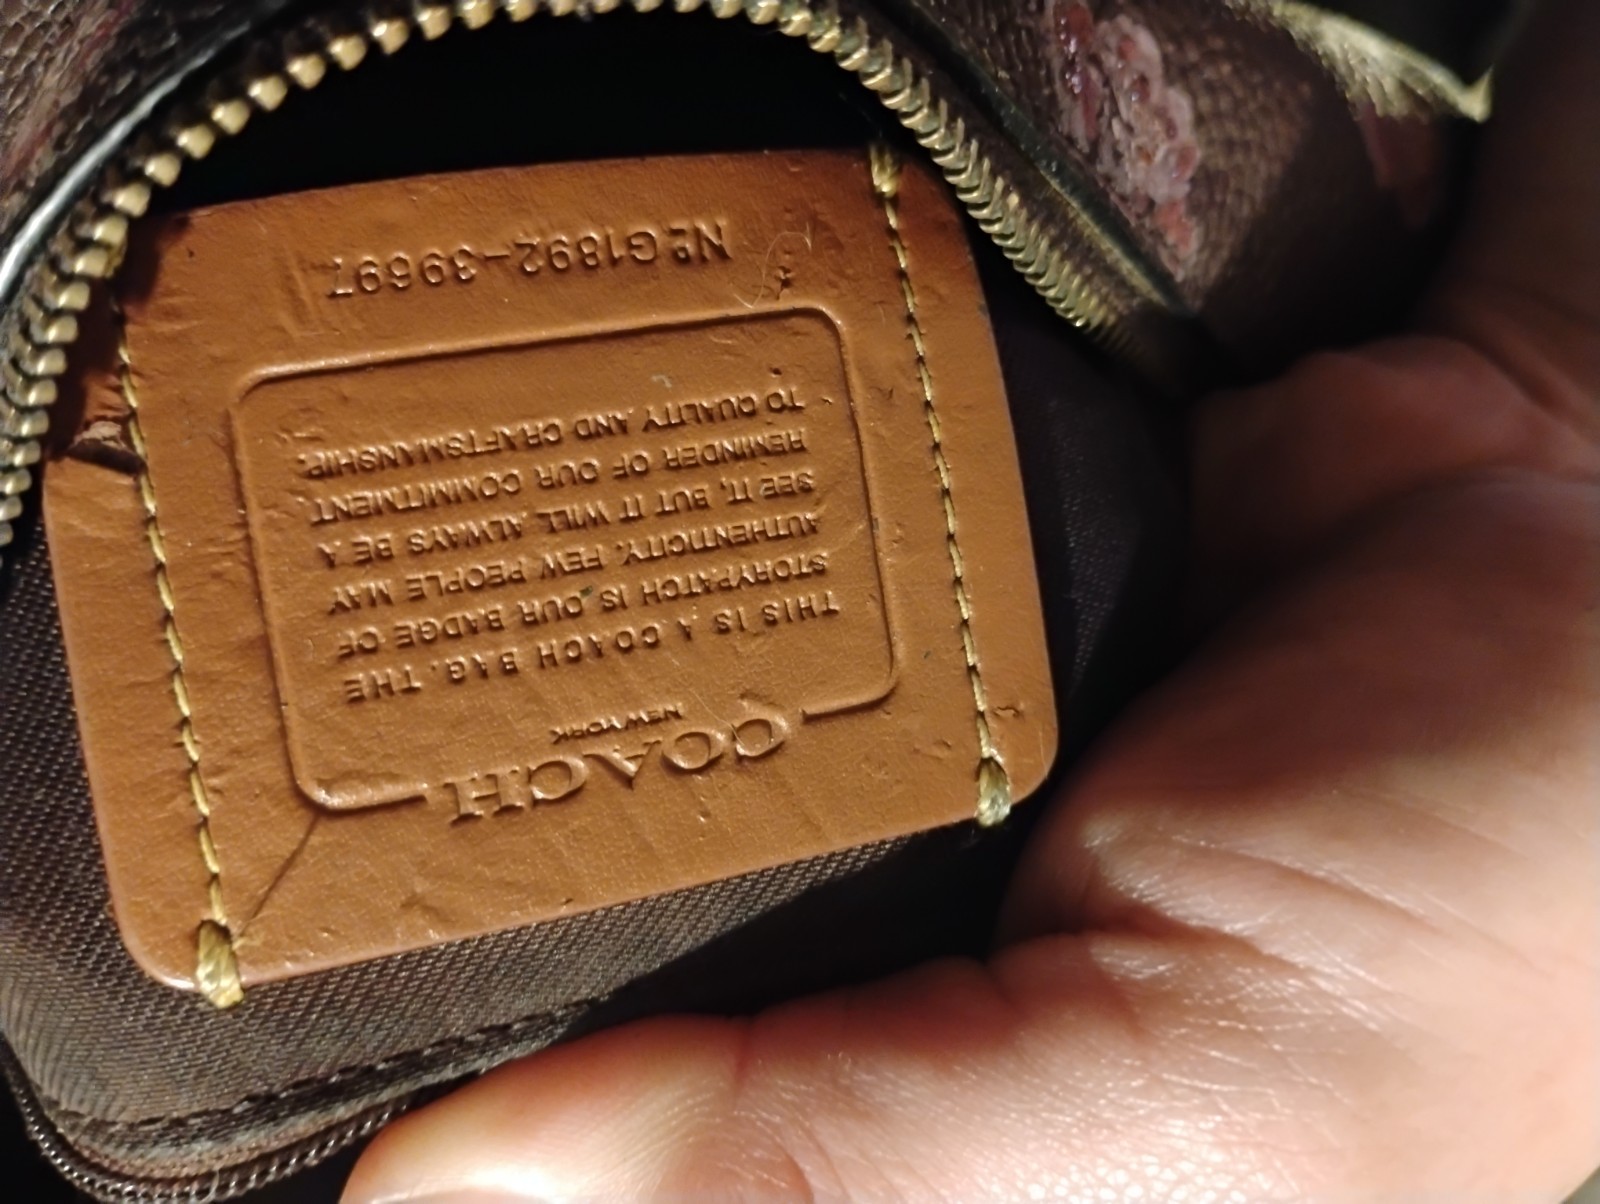 COACH
NEW YORK
THIS IS A COACH BAG. THE
STORYPATCH IS OUR BADGE OF
AUTHENTICITY. FEW PEOPLE MAY
SEE IT, BUT IT WILL ALWAYS BE A
REMINDER OF OUR COMMITMENT
TO QUALITY AND CRAFTSMANSHIP.
Nº G1892-39697